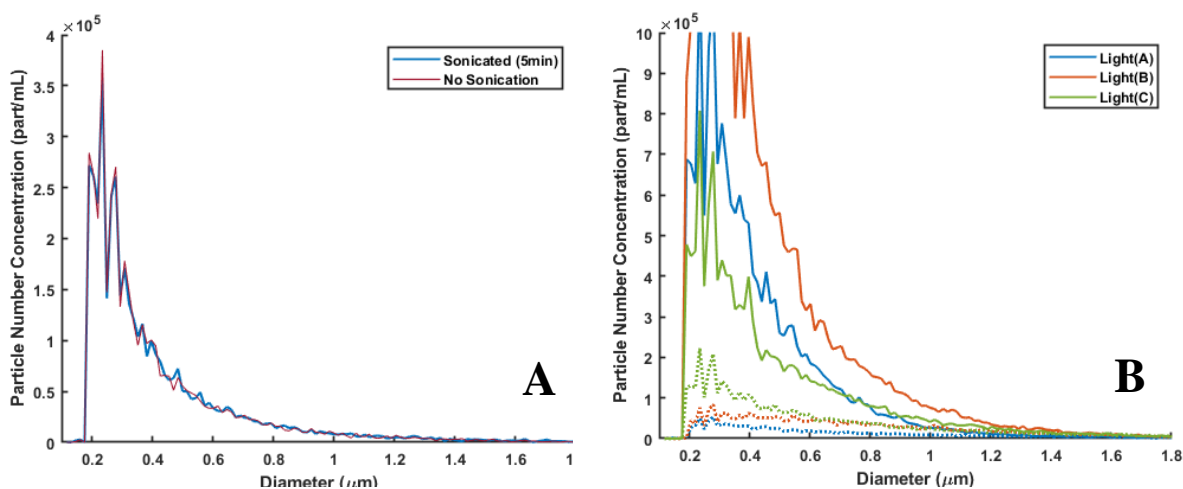 ×10⁵
4
3.5
3
2.5
2
1.5
1
0.5
0
0.2 0.4 0.6 0.8 1 1.2 1.4 1.6 1.
Particle Number Concentration (part/mL)
Diameter (μm)
Sonicated (5min)
No Sonication
A
×10⁵
10
9
8
7
6
5
4
3
2
1
0
0.2 0.4 0.6 0.8 1 1.2 1.4 1.6 1.8
Particle Number Concentration (part/mL)
Diameter (μm)
Light(A)
Light(B)
Light(C)
B